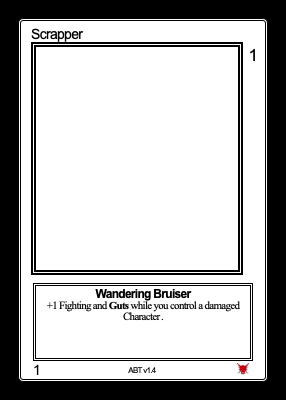 Scrapper
1
Wandering Bruiser
+1 Fighting and Guts while you control a damaged
Character .
1
ABT v1.4